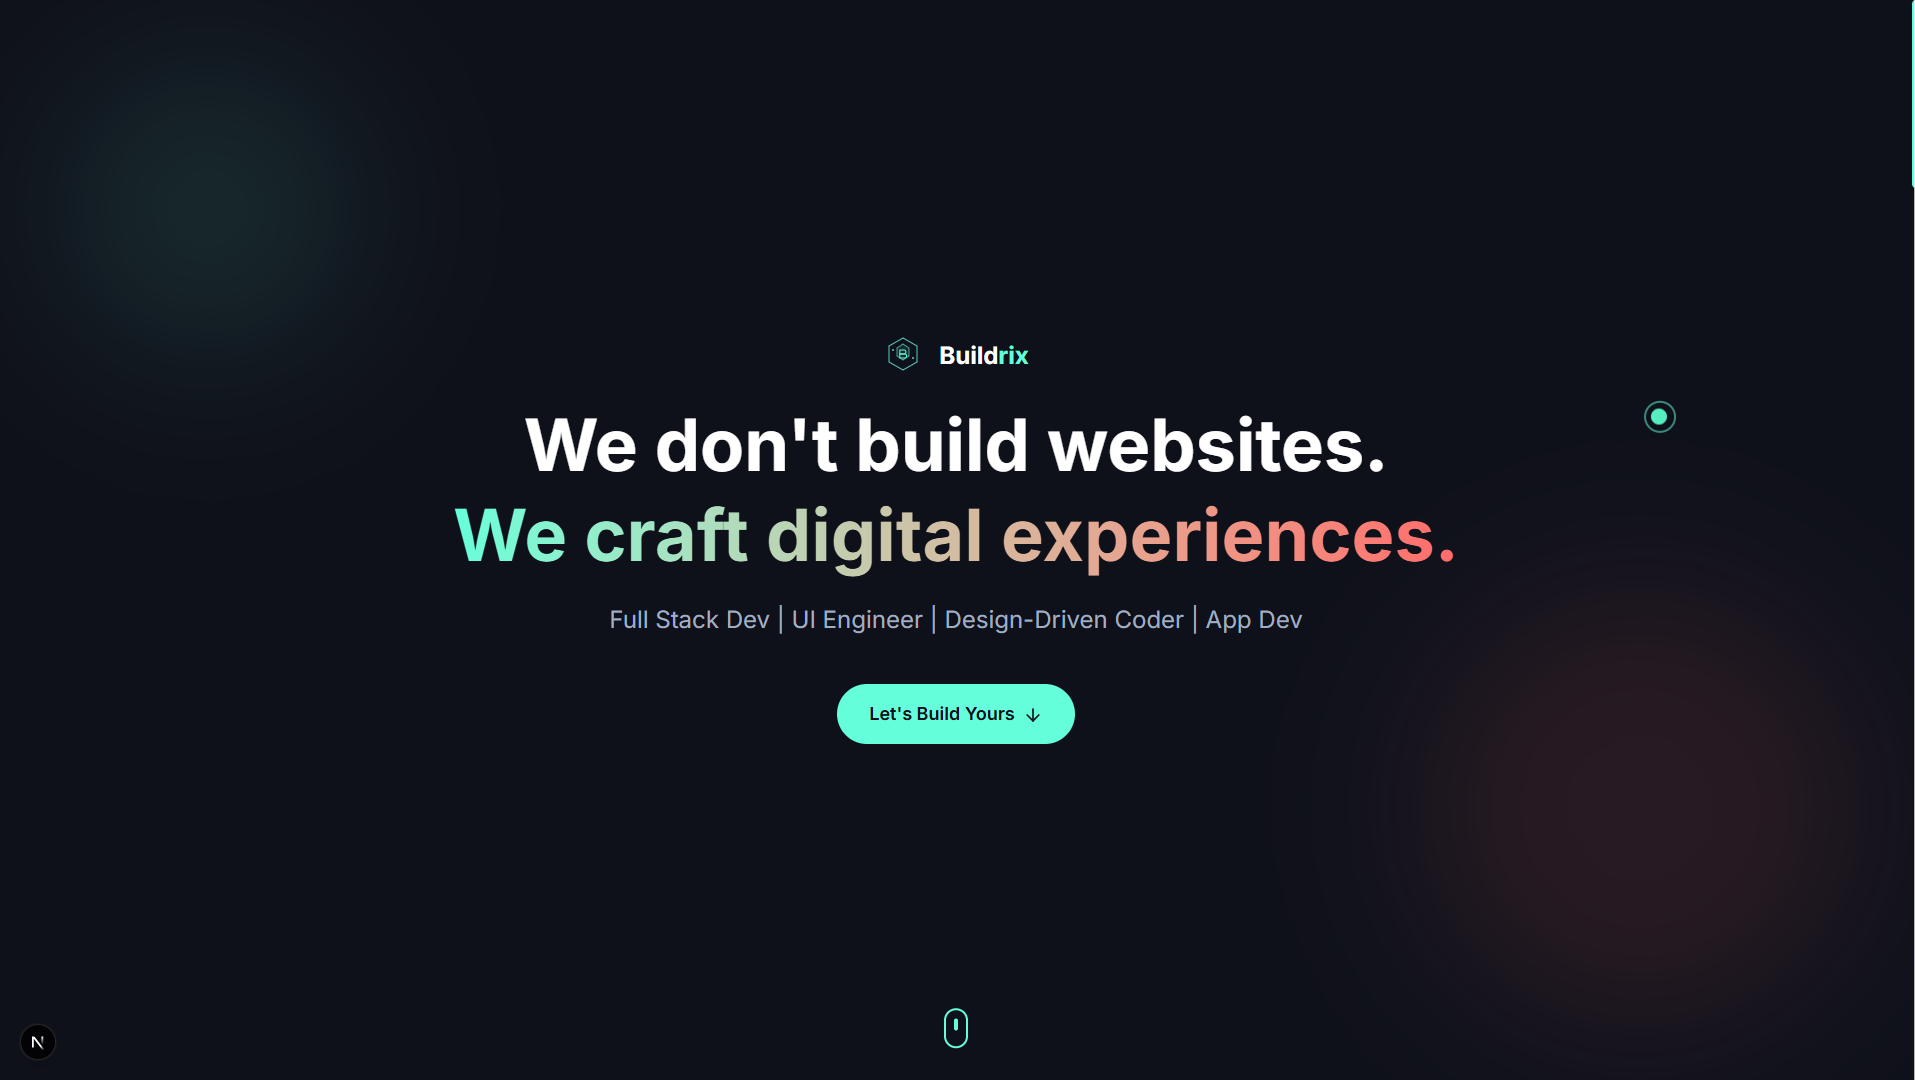 Buildrix
We don't build websites.
We craft digital experiences.
Full Stack Dev | UI Engineer | Design-Driven Coder | App Dev
Let's Build Yours ↓
N